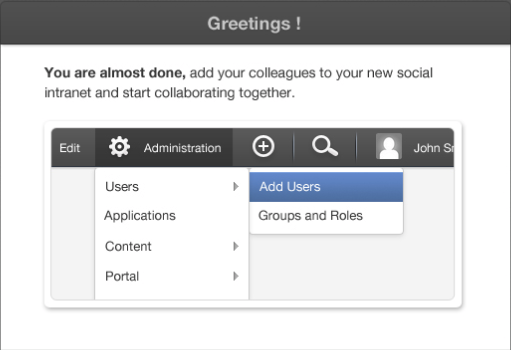 Greetings !
You are almost done, add your colleagues to your new social
intranet and start collaborating together.
Edit Administration John
Users Add Users
Applications Groups and Roles
Content
Portal